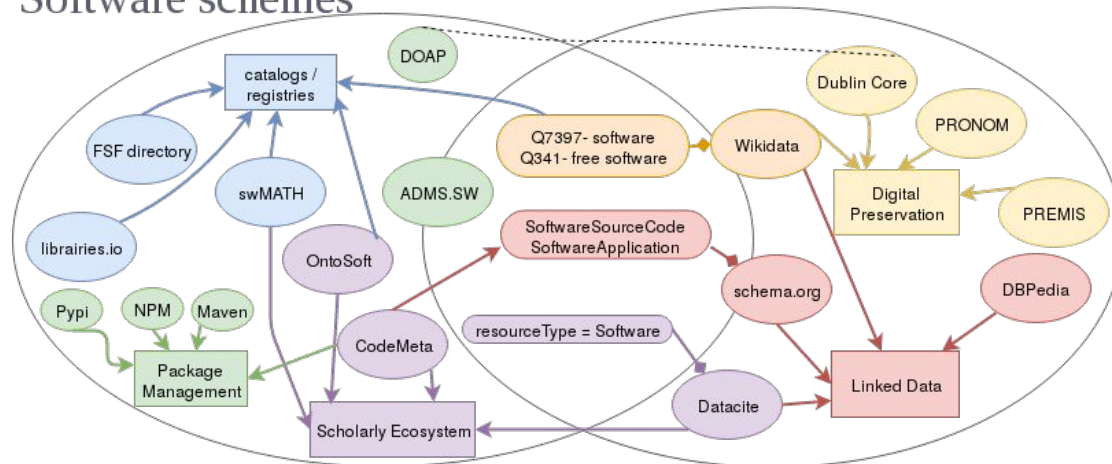 Software schemes
DOAP
catalogs /
registries
Dublin Core
PRONOM
FSF directory
Q7397- software
Q341- free software
Wikidata
swMATH
ADMS.SW
Digital
Preservation
PREMIS
librairies.io
OntoSoft
SoftwareSourceCode
SoftwareApplication
schema.org
DBPedia
Pypi
NPM
Maven
CodeMeta
resourceType = Software
Package
Management
Linked Data
Datacite
Scholarly Ecosystem